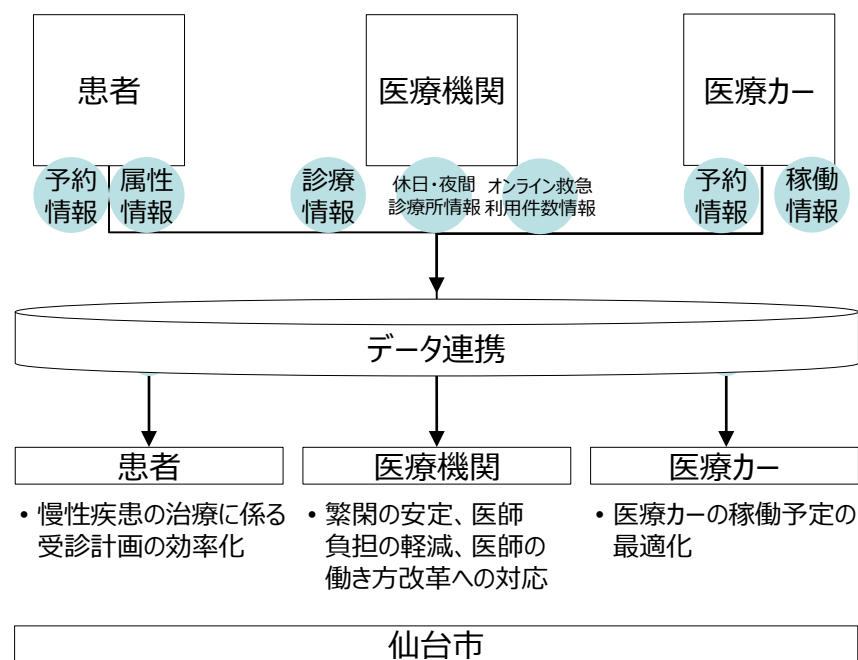 患者
医療機関
医療カー
予約
情報
属性
情報
診療
情報
休日・夜間
診療所情報
オンライン救急
利用件数情報
予約
情報
稼働
情報
データ連携
患者
医療機関
医療カー
• 慢性疾患の治療に係る
受診計画の効率化
• 繁閑の安定、医師
負担の軽減、医師の
働き方改革への対応
• 医療カーの稼働予定の
最適化
仙台市